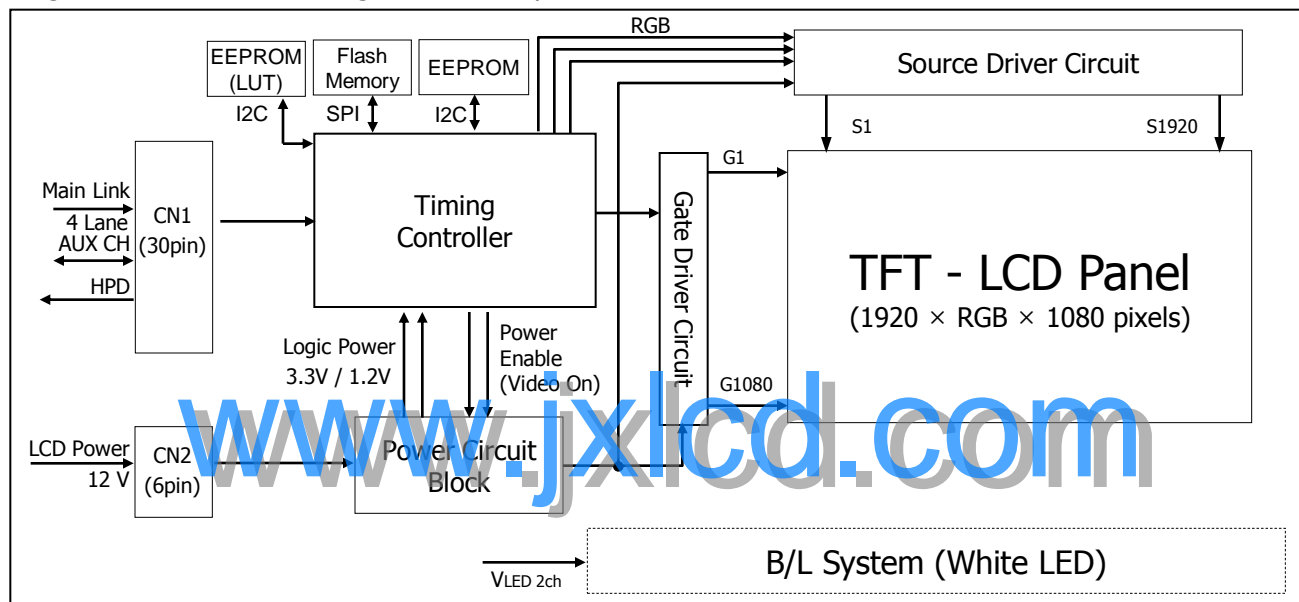 RGB
EEPROM
(LUT)
Flash
Memory
EEPROM
Source Driver Circuit
I2C
SPI
I2C
S1
S1920
Main Link
4 Lane
AUX CH
HPD
CN1
(30pin)
Timing
Controller
G1
Gate Driver Circuit
G1080
TFT - LCD Panel
(1920 × RGB × 1080 pixels)
Logic Power
3.3V / 1.2V
Power
Enable
(Video On)
www.jxlcd.com
LCD Power
12 V
CN2
(6pin)
Power Circuit
Block
VLED 2ch
B/L System (White LED)